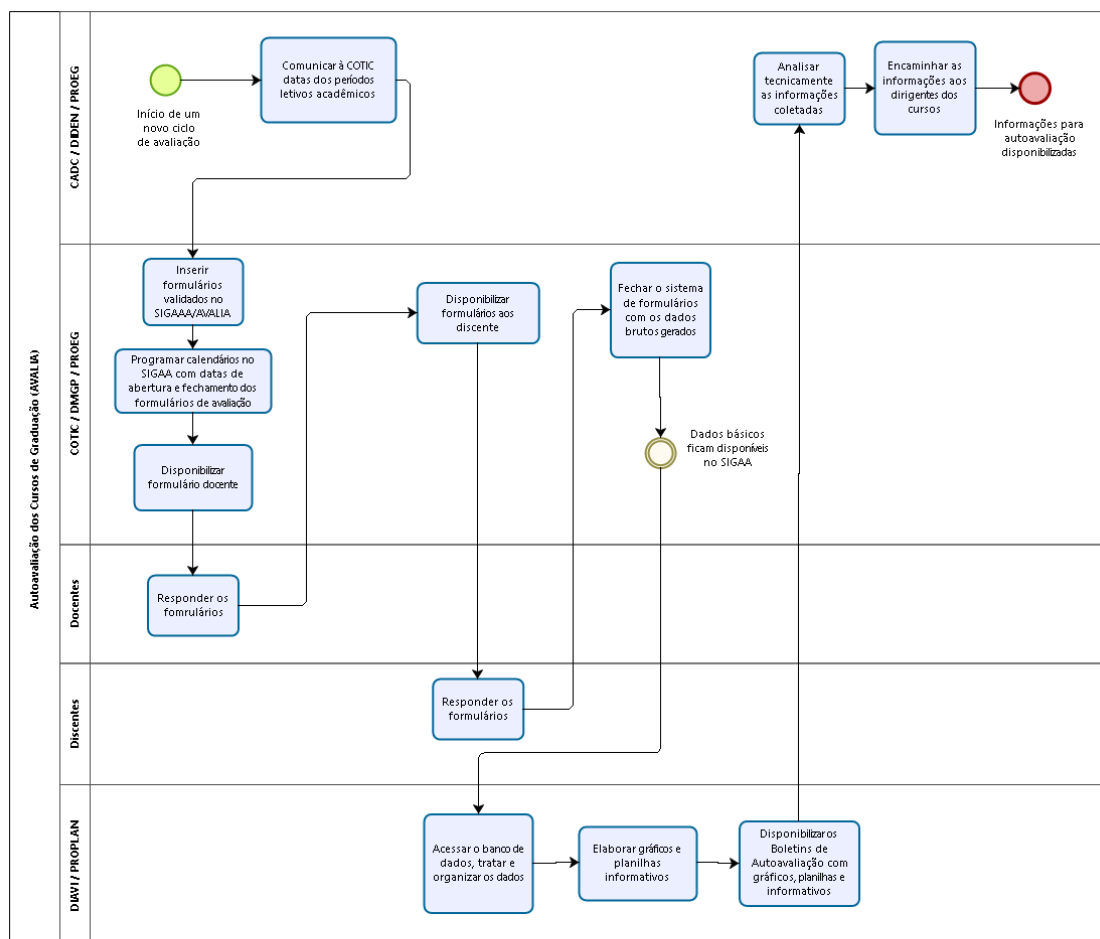 Autoavaliação dos Cursos de Graduação (AVALIA)
CADC / DIDEN / PROEG
Início de um
novo ciclo
de avaliação
Comunicar à COTIC
datas dos períodos
letivos acadêmicos
Analisar
tecnicamente
as informações
coletadas
Encaminhar as
informações aos
dirigentes dos
cursos
Informações para
autoavaliação
disponibilizadas
COTIC / DMGP / PROEG
Inserir
formulários
validados no
SIGAAA/AVALIA
Programar calendários no
SIGAA com datas de
abertura e fechamento dos
formulários de avaliação
Disponibilizar
formulário docente
Disponibilizar
formulários aos
discente
Fechar o sistema
de formulários
com os dados
brutos gerados
Dados básicos
ficam disponíveis
no SIGAA
Docentes
Responder os
fomrulários
Discentes
Responder os
formulários
DIAVI / PROPLAN
Acessar o banco de
dados, tratar e
organizar os dados
Elaborar gráficos e
planilhas
informativos
Disponibilizar os
Boletins de
Autoavaliação com
gráficos, planilhas e
informativos